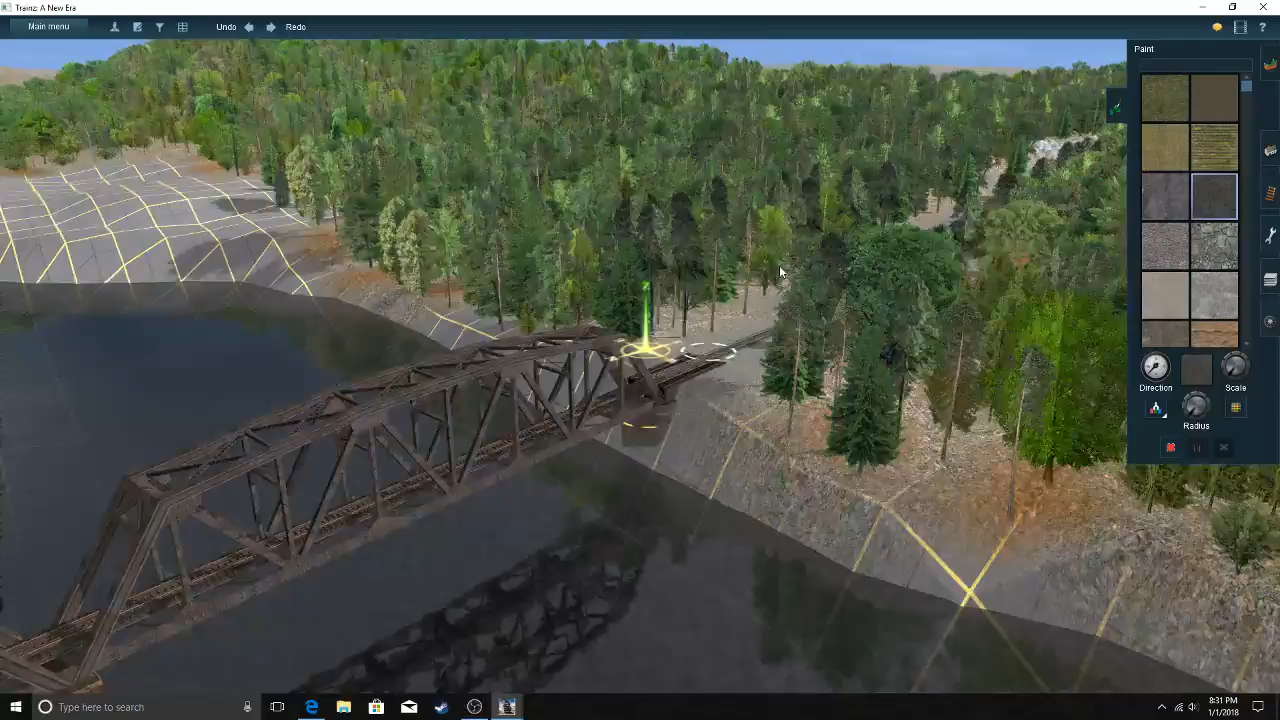 Trainz: A New Era
Main menu
Undo
Redo
Paint
Direction
Scale
Radius
Type here to search
8:31 PM
1/1/2018